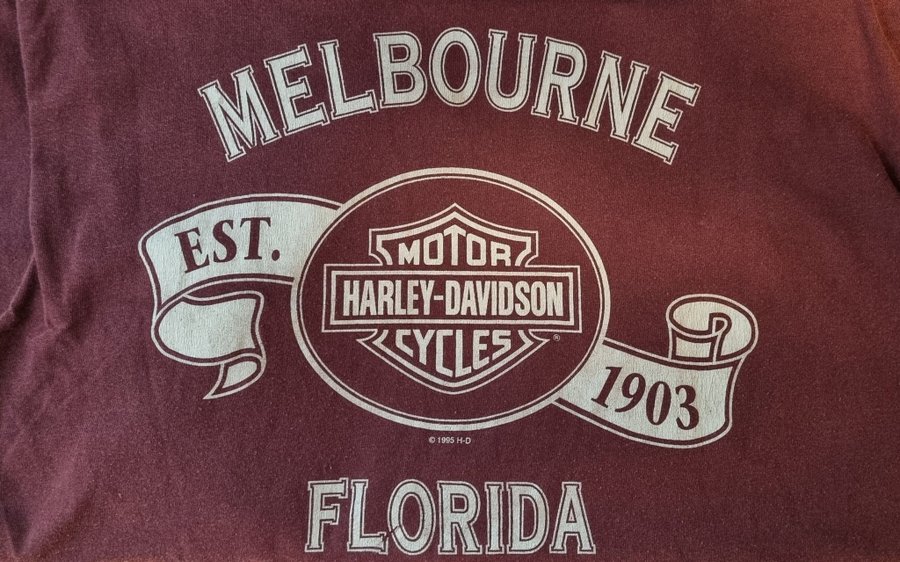 MELBOURNE
EST.
MOTOR
HARLEY-DAVIDSON
CYCLES ®
1903
© 1995 H-D
FLORIDA